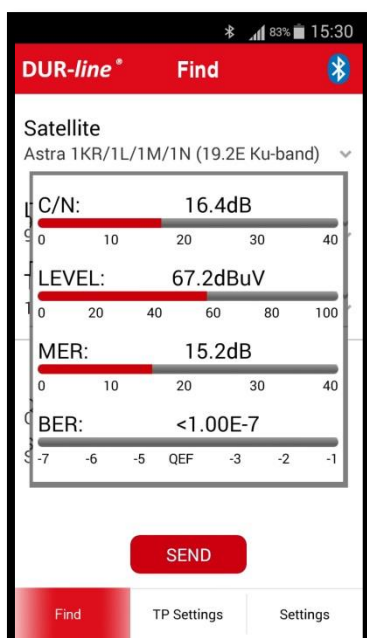 83% 15:30
DUR-line®
Find
Satellite
Astra 1KR/1L/1M/1N (19.2E Ku-band)
C/N: 16.4dB
0 10 20 30 40
LEVEL: 67.2dBuV
0 20 40 60 80 100
MER: 15.2dB
0 10 20 30 40
BER: <1.00E-7
-7 -6 -5 QEF -3 -2 -1
SEND
Find TP Settings Settings